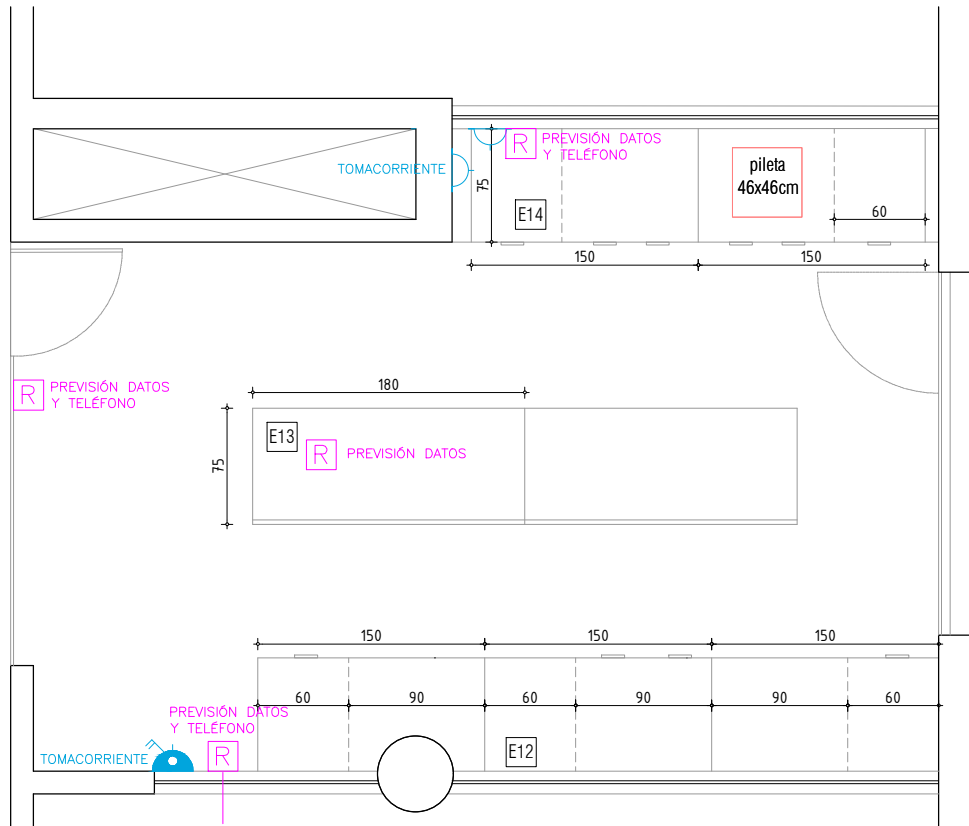 R
PREVISIÓN DATOS
Y TELÉFONO
TOMACORRIENTE
75
E14
pileta
46x46cm
60
150
150
R
PREVISIÓN DATOS
Y TELÉFONO
180
75
E13
R
PREVISIÓN DATOS
150
150
150
60
90
60
90
90
60
PREVISIÓN DATOS
Y TELÉFONO
R
TOMACORRIENTE
E12